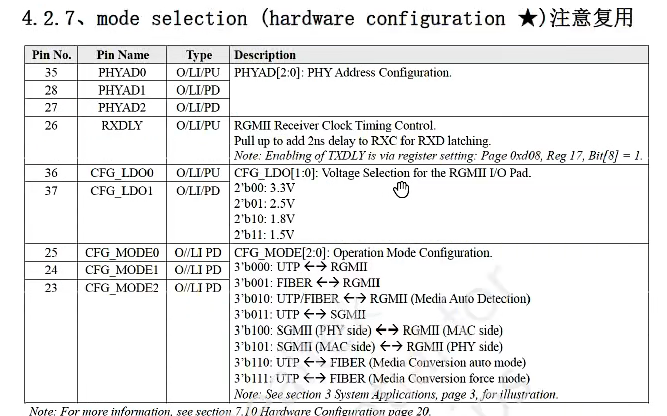 4.2.7、mode selection (hardware configuration ★)注意复用
Pin No. Pin Name Type Description
35 PHYAD0 O/LI/PU PHYAD[2:0]: PHY Address Configuration.
28 PHYAD1 O/LI/PD
27 PHYAD2 O/LI/PD
26 RXDLY O/LI/PU RGMII Receiver Clock Timing Control.
Pull up to add 2ns delay to RXC for RXD latching.
Note: Enabling of TXDLY is via register setting: Page 0xd08, Reg 17, Bit[8] = 1.
36 CFG_LDO0 O/LI/PU CFG_LDO[1:0]: Voltage Selection for the RGMII I/O Pad.
37 CFG_LDO1 O/LI/PD 2'b00: 3.3V
2'b01: 2.5V
2'b10: 1.8V
2'b11: 1.5V
25 CFG_MODE0 O//LI PD CFG_MODE[2:0]: Operation Mode Configuration.
24 CFG_MODE1 O//LI PD 3'b000: UTP ←→ RGMII
23 CFG_MODE2 O//LI PD 3'b001: FIBER ←→ RGMII
3'b010: UTP/FIBER ←→ RGMII (Media Auto Detection)
3'b011: UTP ←→ SGMII
3'b100: SGMII (PHY side) ←→ RGMII (MAC side)
3'b101: SGMII (MAC side) ←→ RGMII (PHY side)
3'b110: UTP ←→ FIBER (Media Conversion auto mode)
3'b111: UTP ←→ FIBER (Media Conversion force mode)
Note: See section 3 System Applications, page 3, for illustration.
Note: For more information, see section 7.10 Hardware Configuration page 20.